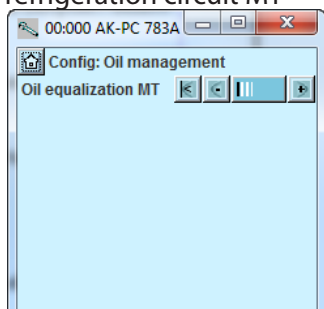 refrigeration circuit MT
00:000 AK-PC 783A
Config: Oil management
Oil equalization MT